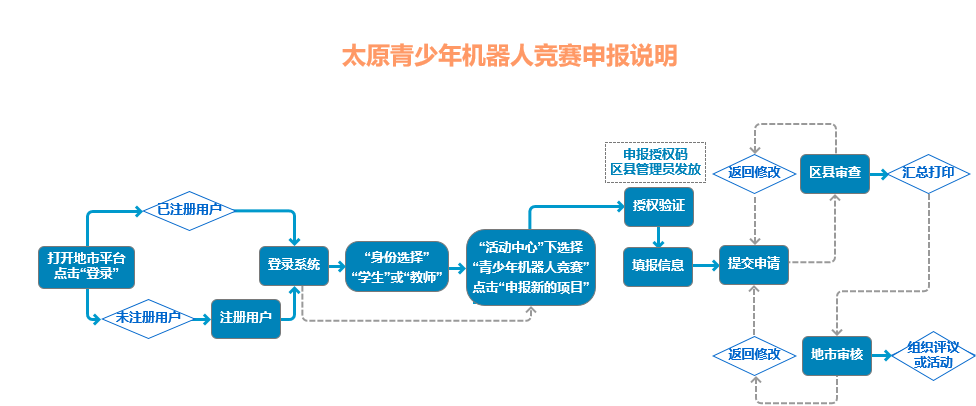 太原青少年机器人竞赛申报说明
打开地市平台
点击“登录”
已注册用户
未注册用户
注册用户
登录系统
“身份选择”
“学生”或“教师”
“活动中心”下选择
“青少年机器人竞赛”
点击“申报新的项目”
申报授权码
区县管理员发放
授权验证
填报信息
提交申请
返回修改
区县审查
汇总打印
返回修改
地市审核
组织评议
或活动